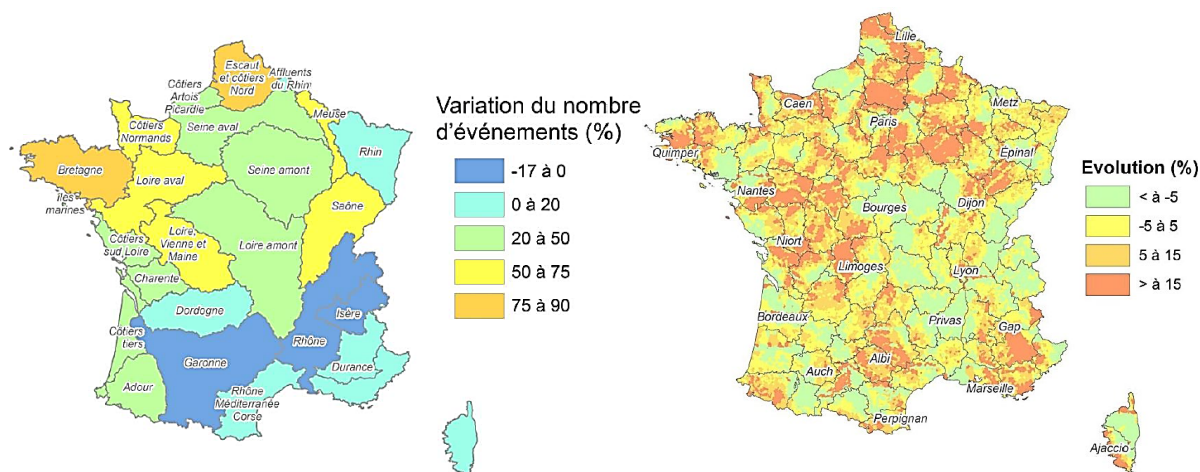 Escaut
et côtiers
Nord
Affluents
du Rhin
Côtiers
Artois
Picardie
Meuse
Côtiers
Normands
Seine aval
Rhin
Bretagne
Loire aval
Seine amont
îles
marines
Saône
Côtiers
sud Loire
Loire,
Vienne et
Maine
Loire amont
Charente
Dordogne
Isère
Côtiers
tiers
Rhône
Garonne
Durance
Adour
Rhône
Méditerranée
Corse
Variation du nombre
d'événements (%)
-17 à 0
0 à 20
20 à 50
50 à 75
75 à 90
Lille
Caen
Metz
Paris
Quimper
Épinal
Nantes
Bourges
Dijon
Niort
Limoges
Lyon
Bordeaux
Privas
Gap
Albi
Auch
Marseille
Perpignan
Ajaccio
Evolution (%)
< à -5
-5 à 5
5 à 15
> à 15